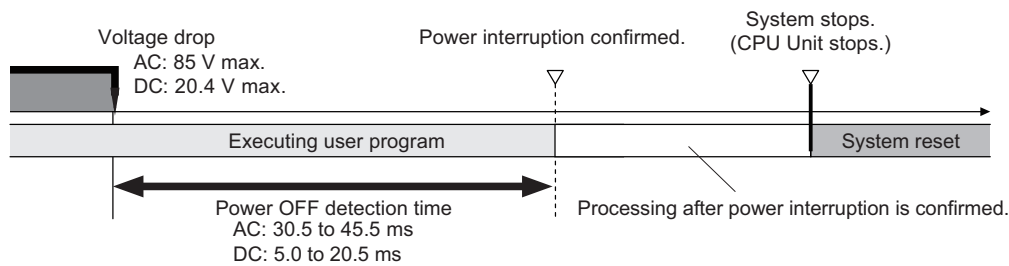 System stops.
(CPU Unit stops.)
Voltage drop
AC: 85 V max.
DC: 20.4 V max.
Power interruption confirmed.
Executing user program
System reset
Power OFF detection time
AC: 30.5 to 45.5 ms
DC: 5.0 to 20.5 ms
Processing after power interruption is confirmed.